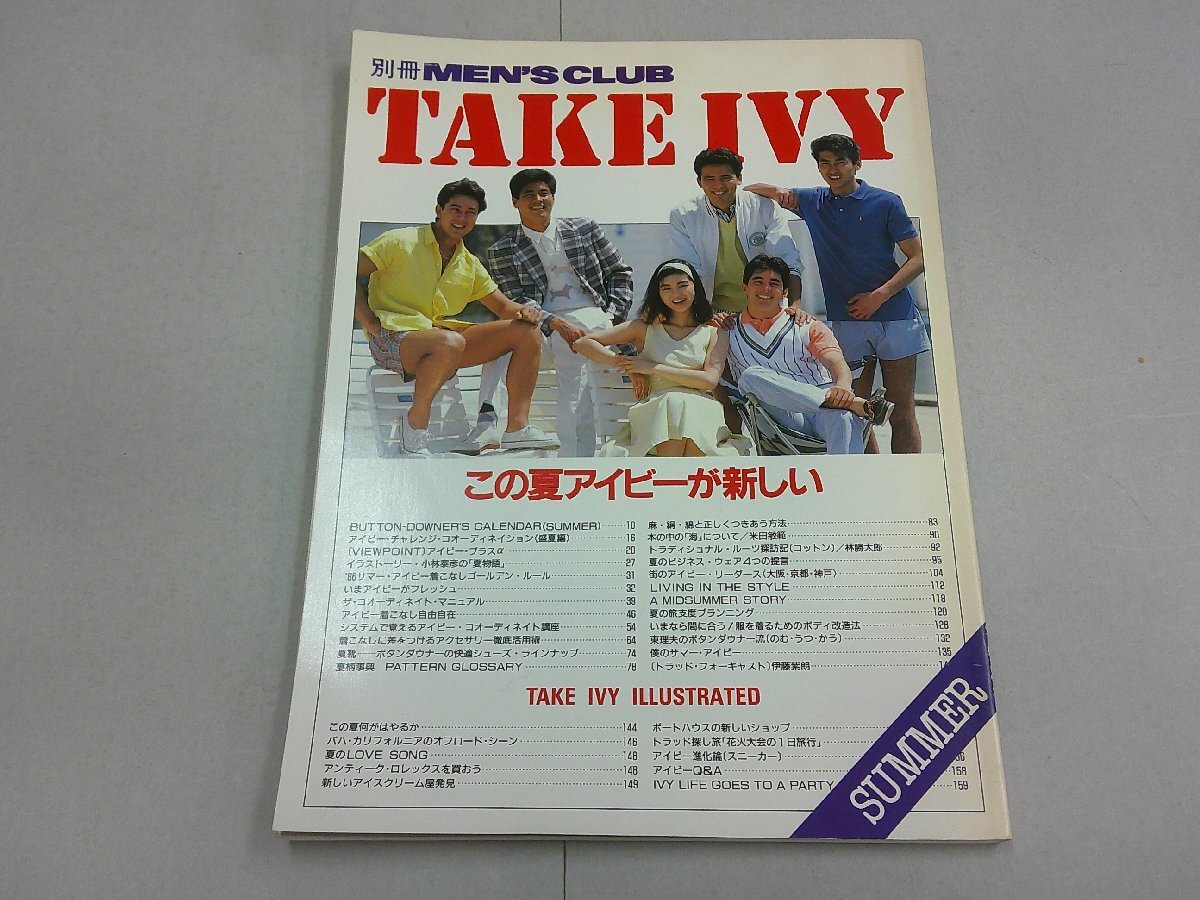 別冊 MEN'S CLUB
TAKE IVY
この夏アイビーが新しい
BUTTON-DOWNER'S CALENDAR(SUMMER)……10
アイビー・チャレンジ・コオーディネイション(盛夏編)……16
〔VIEWPOINT〕アイビー・プラスα……20
イラストーリー・小林泰彦の「夏物語」……27
'86サマー・アイビー着こなしゴールデン・ルール……31
いまアイビーがフレッシュ……32
ザ・コオーディネイト・マニュアル……39
アイビー着こなし自由自在……46
システムで覚えるアイビー・コオーディネイト講座……54
着こなしに差をつけるアクセサリー徹底活用術……64
夏靴——ボタンダウナーの快適シューズ・ラインナップ……74
夏柄事典 PATTERN GLOSSARY……78
麻・絹・綿と正しくつきあう方法……83
本の中の「海」について/米田敏範……90
トラディショナル・ルーツ探訪記(コットン)/林勝太郎……92
夏のビジネス・ウェア4つの提言……95
街のアイビー・リーダース(大阪・京都・神戸)……104
LIVING IN THE STYLE……112
A MIDSUMMER STORY……118
夏の旅支度プランニング……120
いまなら間に合う!服を着るためのボディ改造法……128
東理夫のボタンダウナー流(のむ・うつ・かう)……132
僕のサマー・アイビー……135
〔トラッド・フォーキャスト〕伊藤紫朗……14
TAKE IVY ILLUSTRATED
この夏何がはやるか……144
バハ・カリフォルニアのオフロード・シーン……146
夏のLOVE SONG……148
アンティーク・ロレックスを買おう……148
新しいアイスクリーム屋発見……149
ボートハウスの新しいショップ……
トラッド探し旅「花火大会の1日旅行」……
アイビー進化論(スニーカー)……56
アイビーQ&A……158
IVY LIFE GOES TO A PARTY……159
SUMMER